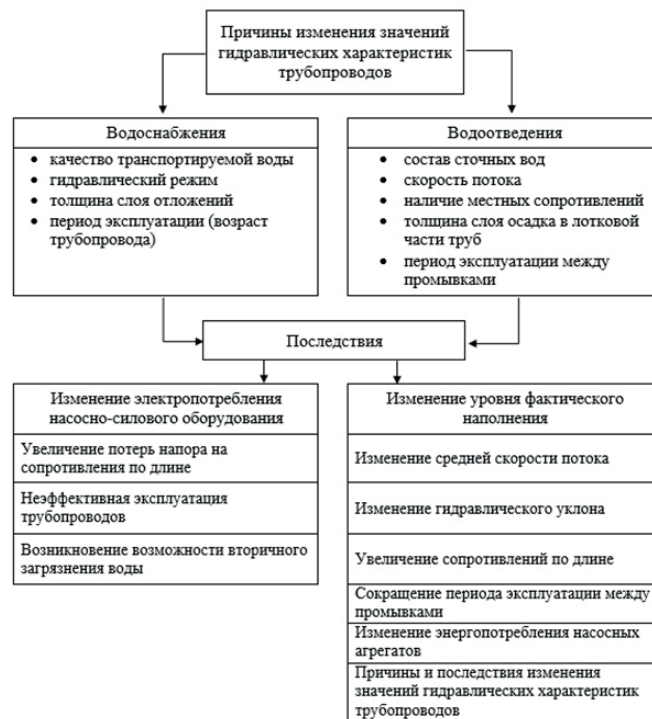 Причины изменения значений
гидравлических характеристик
трубопроводов
Водоснабжения
• качество транспортируемой воды
• гидравлический режим
• толщина слоя отложений
• период эксплуатации (возраст
трубопровода)
Водоотведения
• состав сточных вод
• скорость потока
• наличие местных сопротивлений
• толщина слоя осадка в лотковой
части труб
• период эксплуатации между
промывками
Последствия
Изменение электропотребления
насосно-силового оборудования
Увеличение потерь напора на
сопротивления по длине
Неэффективная эксплуатация
трубопроводов
Возникновение возможности вторичного
загрязнения воды
Изменение уровня фактического
наполнения
Изменение средней скорости потока
Изменение гидравлического уклона
Увеличение сопротивлений по длине
Сокращение периода эксплуатации между
промывками
Изменение энергопотребления насосных
агрегатов
Причины и последствия изменения
значений гидравлических характеристик
трубопроводов